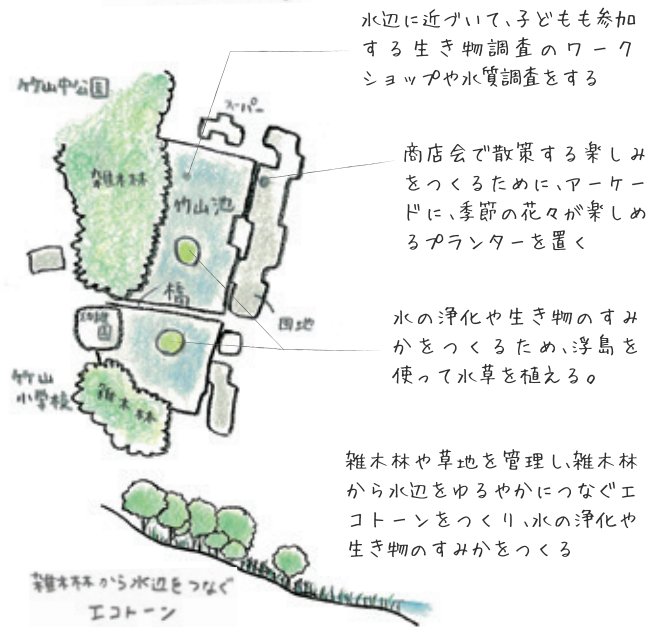 水辺に近づいて、子どもも参加
する生き物調査のワーク
ショップや水質調査をする
竹山中公園
スーパー
雑木林
竹山池
商店会で散策する楽しみ
をつくるために、アーケー
ドに、季節の花々が楽しめ
るプランターを置く
橋
幼稚園
団地
水の浄化や生き物のすみ
かをつくるため、浮島を
使って水草を植える。
竹山
小学校
雑木林
雑木林や草地を管理し、雑木林
から水辺をゆるやかにつなぐエ
コトーンをつくり、水の浄化や
生き物のすみかをつくる
雑木林から水辺をつなぐ
エコトーン